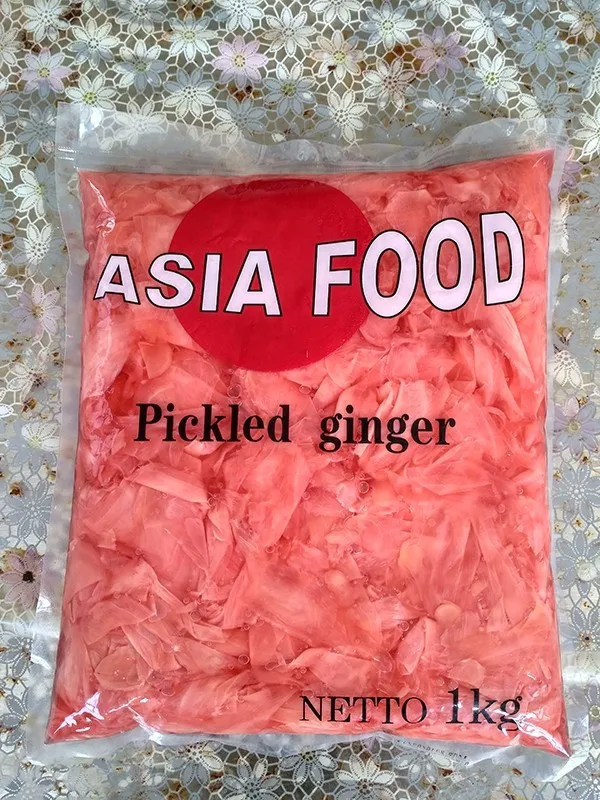 ASIA FOOD
Pickled ginger
NETTO 1kg